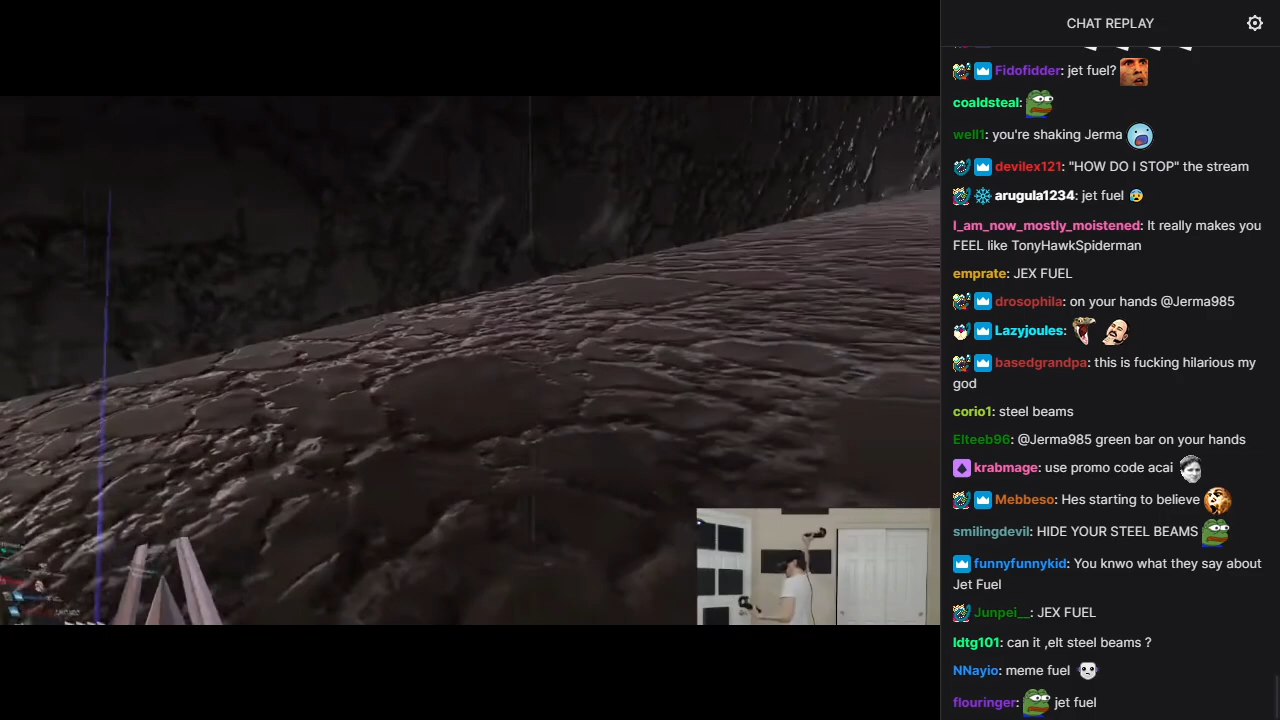 CHAT REPLAY
Fidofidder: jet fuel?
coaldsteal:
well1: you're shaking Jerma
devilex121: "HOW DO I STOP" the stream
arugula1234: jet fuel
I_am_now_mostly_moistened: It really makes you
FEEL like TonyHawkSpiderman
emprate: JEX FUEL
drosophila: on your hands @Jerma985
Lazyjoules:
basedgrandpa: this is fucking hilarious my
god
corio1: steel beams
Elteeb96: @Jerma985 green bar on your hands
krabmage: use promo code acai
Mebbeso: Hes starting to believe
smilingdevil: HIDE YOUR STEEL BEAMS
funnyfunnykid: You knwo what they say about
Jet Fuel
Junpei__: JEX FUEL
ldtg101: can it ,elt steel beams ?
NNayio: meme fuel
flouringer: jet fuel